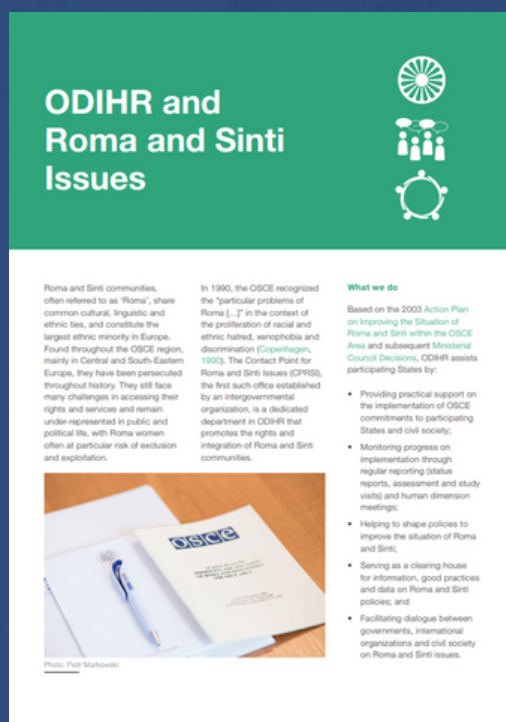 ODIHR and
Roma and Sinti
Issues
Roma and Sinti communities,
often referred to as ‘Roma’, share
common cultural, linguistic and
ethnic ties, and constitute the
largest ethnic minority in Europe.
Found throughout the OSCE region,
mainly in Central and South-Eastern
Europe, they have been persecuted
throughout history. They still face
many challenges in accessing their
rights and services and remain
under-represented in public and
political life, with Roma women
often at particular risk of exclusion
and exploitation.
In 1990, the OSCE recognized
the “particular problems of
Roma [...]” in the context of
the proliferation of racial and
ethnic hatred, xenophobia and
discrimination (Copenhagen,
1990). The Contact Point for
Roma and Sinti Issues (CPRSI),
the first such office established
by an intergovernmental
organization, is a dedicated
department in ODIHR that
promotes the rights and
integration of Roma and Sinti
communities.
What we do
Based on the 2003 Action Plan
on Improving the Situation of
Roma and Sinti within the OSCE
Area and subsequent Ministerial
Council Decisions, ODIHR assists
participating States by:
• Providing practical support on
the implementation of OSCE
commitments to participating
States and civil society;
• Monitoring progress on
implementation through
regular reporting (status
reports, assessment and study
visits) and human dimension
meetings;
• Helping to shape policies to
improve the situation of Roma
and Sinti;
• Serving as a clearing house
for information, good practices
and data on Roma and Sinti
policies; and
• Facilitating dialogue between
governments, international
organizations and civil society
on Roma and Sinti issues.
osce
Photo: Piotr Markowski